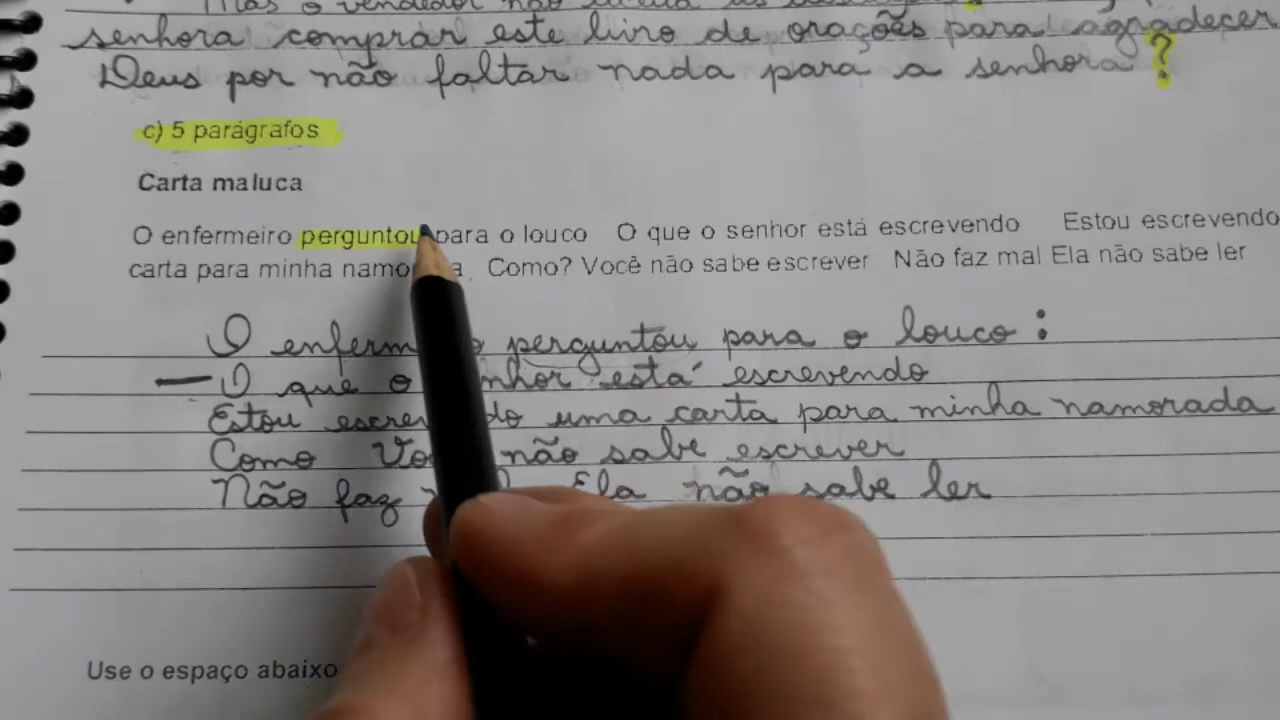 Mas o vendedor não
senhora comprar este livro de orações para agradecer
Deus por não faltar nada para a senhora?
c) 5 parágrafos
Carta maluca
O enfermeiro perguntou para o louco O que o senhor está escrevendo Estou escrevendo
carta para minha Como? Você não sabe escrever Não faz mal Ela não sabe ler
O perguntou para o louco:
— O que o está escrevendo
Estou uma carta para minha namorada
Como não sabe escrever
Não faz Ela não sabe ler
Use o espaço abaixo